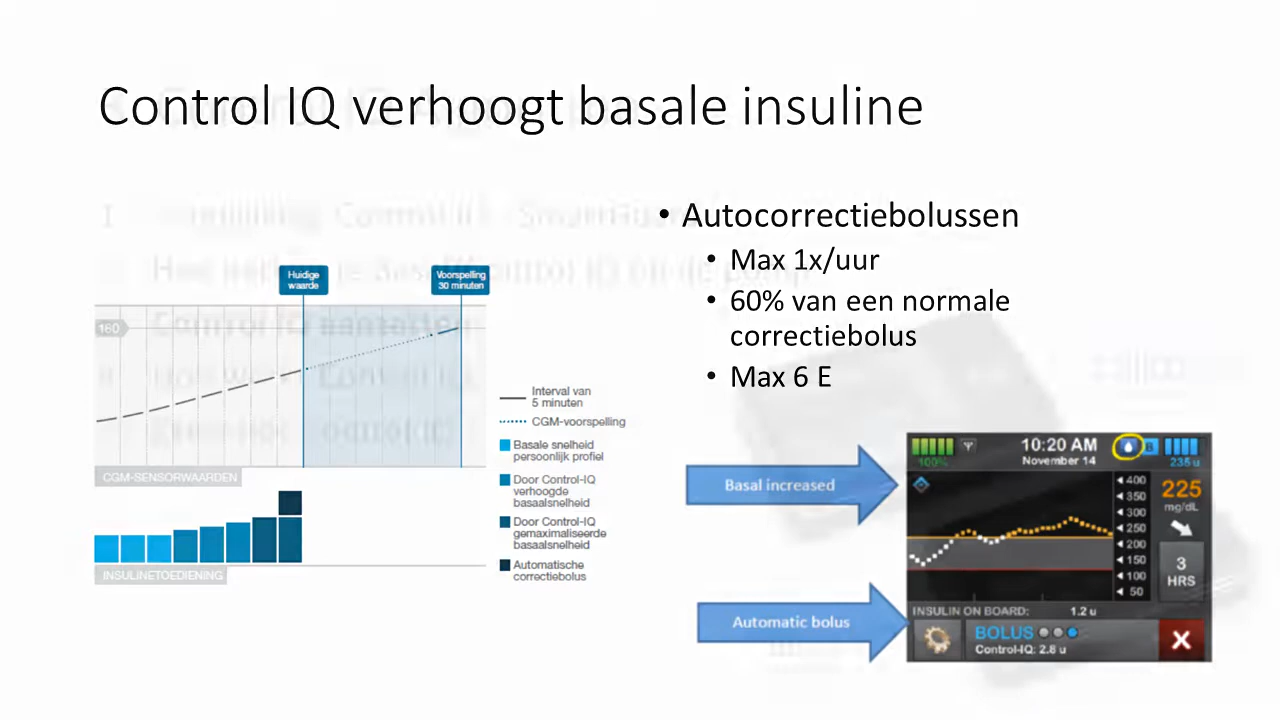 Control IQ verhoogt basale insuline
• Autocorrectiebolussen
• Max 1x/uur
• 60% van een normale
correctiebolus
• Max 6 E
Huidige
waarde
Voorspelling
30 minuten
160
CGM-SENSORWAARDEN
INSULINETOEDIENING
Interval van
5 minuten
CGM-voorspelling
Basale snelheid
persoonlijk profiel
Door Control-IQ
verhoogde
basaalsnelheid
Door Control-IQ
gemaximaliseerde
basaalsnelheid
Automatische
correctiebolus
Basal increased
Automatic bolus
100%
10:20 AM
November 14
B
235 u
400
350
300
250
200
150
100
50
225
mg/dL
3
HRS
INSULIN ON BOARD: 1.2 u
BOLUS
Control-IQ: 2.8 u
X